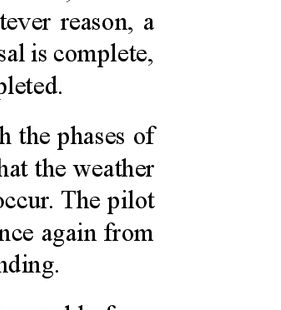 tever reason, a
sal is complete,
pleted.
h the phases of
hat the weather
occur. The pilot
nce again from
nding.